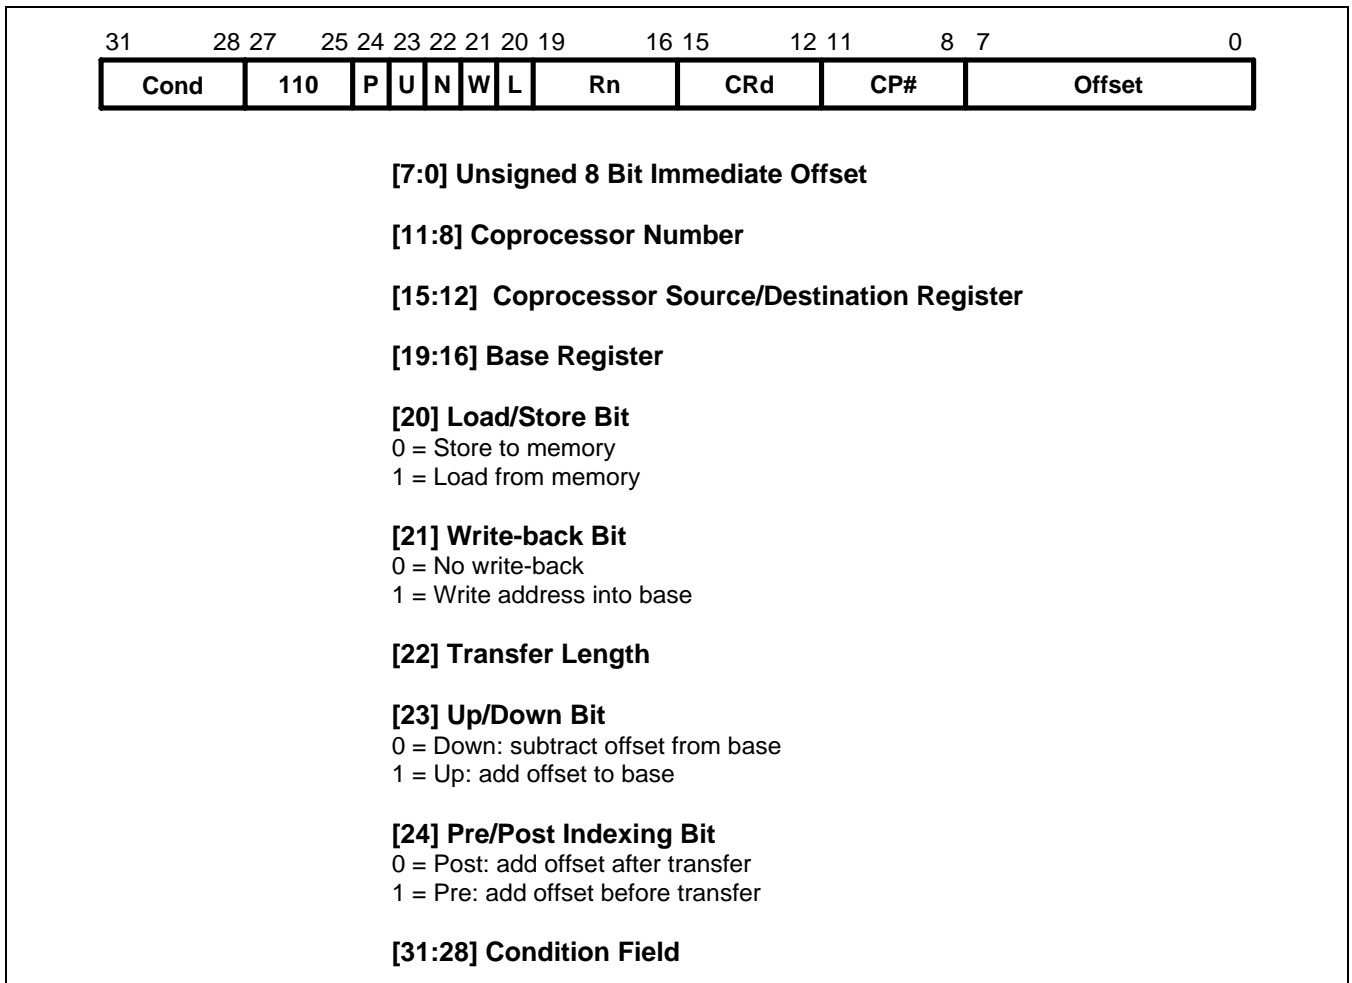 31 28 27 25 24 23 22 21 20 19 16 15 12 11 8 7 0
Cond 110 P U N W L Rn CRd CP# Offset
[7:0] Unsigned 8 Bit Immediate Offset
[11:8] Coprocessor Number
[15:12] Coprocessor Source/Destination Register
[19:16] Base Register
[20] Load/Store Bit
0 = Store to memory
1 = Load from memory
[21] Write-back Bit
0 = No write-back
1 = Write address into base
[22] Transfer Length
[23] Up/Down Bit
0 = Down: subtract offset from base
1 = Up: add offset to base
[24] Pre/Post Indexing Bit
0 = Post: add offset after transfer
1 = Pre: add offset before transfer
[31:28] Condition Field